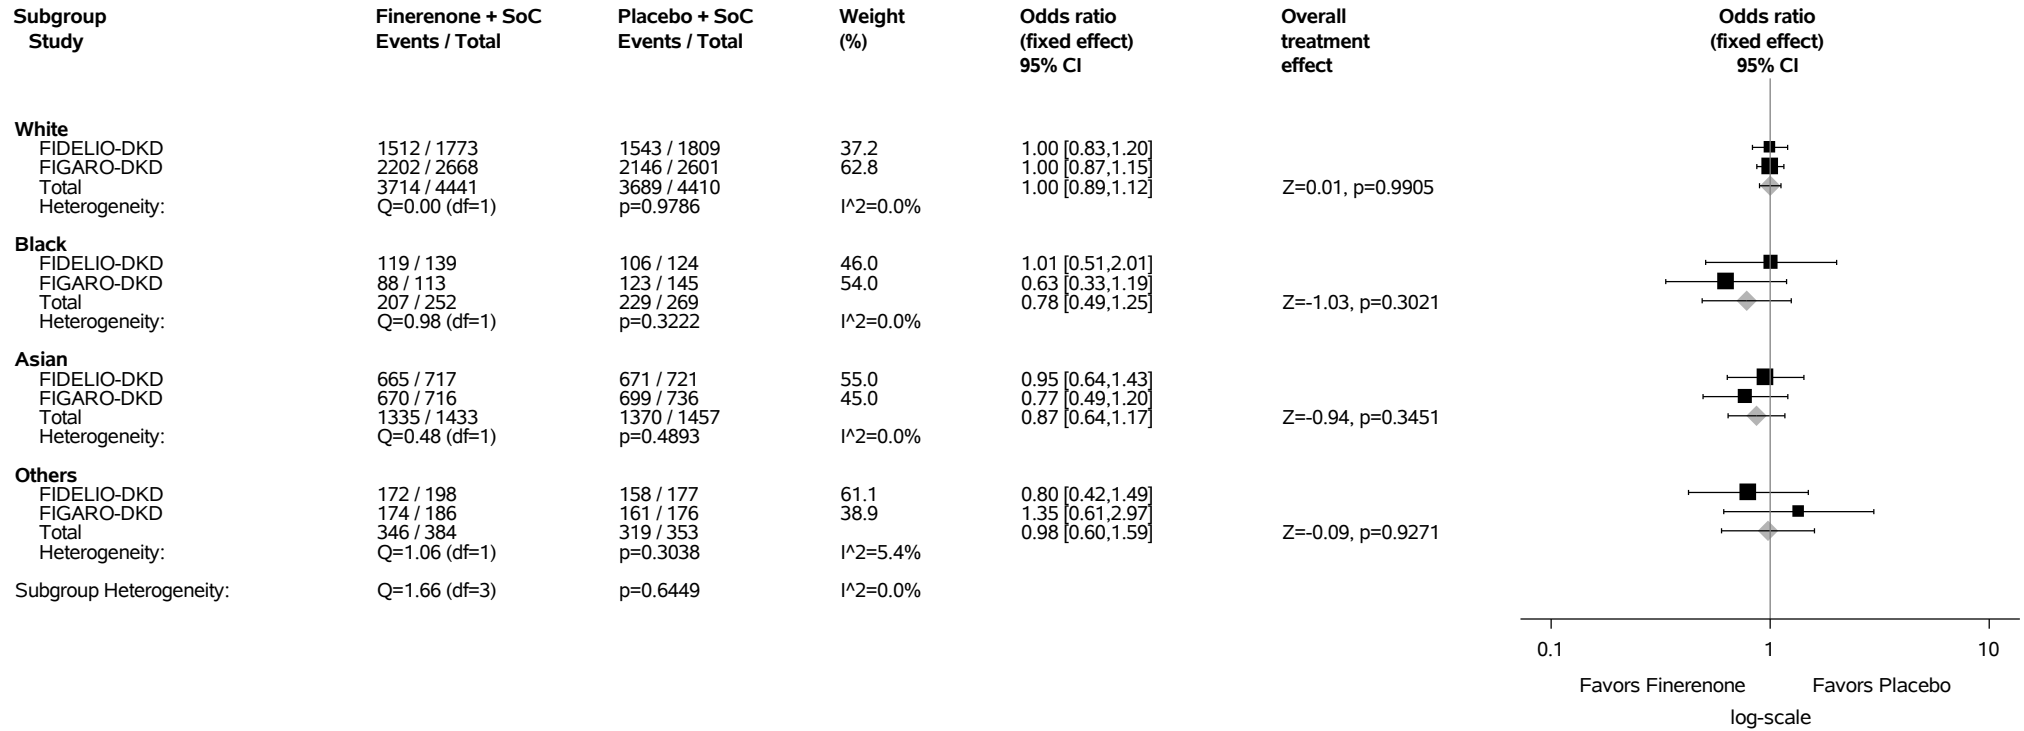 Subgroup Finerenone + SoC Placebo + SoC Weight Odds ratio Overall Odds ratio
Study Events / Total Events / Total (%) (fixed effect) treatment (fixed effect)
95% CI effect 95% CI
White
FIDELIO-DKD 1512 / 1773 1543 / 1809 37.2 1.00 [0.83,1.20]
FIGARO-DKD 2202 / 2668 2146 / 2601 62.8 1.00 [0.87,1.15]
Total 3714 / 4441 3689 / 4410 1.00 [0.89,1.12] Z=0.01, p=0.9905
Heterogeneity: Q=0.00 (df=1) p=0.9786 I^2=0.0%
Black
FIDELIO-DKD 119 / 139 106 / 124 46.0 1.01 [0.51,2.01]
FIGARO-DKD 88 / 113 123 / 145 54.0 0.63 [0.33,1.19]
Total 207 / 252 229 / 269 0.78 [0.49,1.25] Z=-1.03, p=0.3021
Heterogeneity: Q=0.98 (df=1) p=0.3222 I^2=0.0%
Asian
FIDELIO-DKD 665 / 717 671 / 721 55.0 0.95 [0.64,1.43]
FIGARO-DKD 670 / 716 699 / 736 45.0 0.77 [0.49,1.20]
Total 1335 / 1433 1370 / 1457 0.87 [0.64,1.17] Z=-0.94, p=0.3451
Heterogeneity: Q=0.48 (df=1) p=0.4893 I^2=0.0%
Others
FIDELIO-DKD 172 / 198 158 / 177 61.1 0.80 [0.42,1.49]
FIGARO-DKD 174 / 186 161 / 176 38.9 1.35 [0.61,2.97]
Total 346 / 384 319 / 353 0.98 [0.60,1.59] Z=-0.09, p=0.9271
Heterogeneity: Q=1.06 (df=1) p=0.3038 I^2=5.4%
Subgroup Heterogeneity: Q=1.66 (df=3) p=0.6449 I^2=0.0%
0.1 1 10
Favors Finerenone Favors Placebo
log-scale